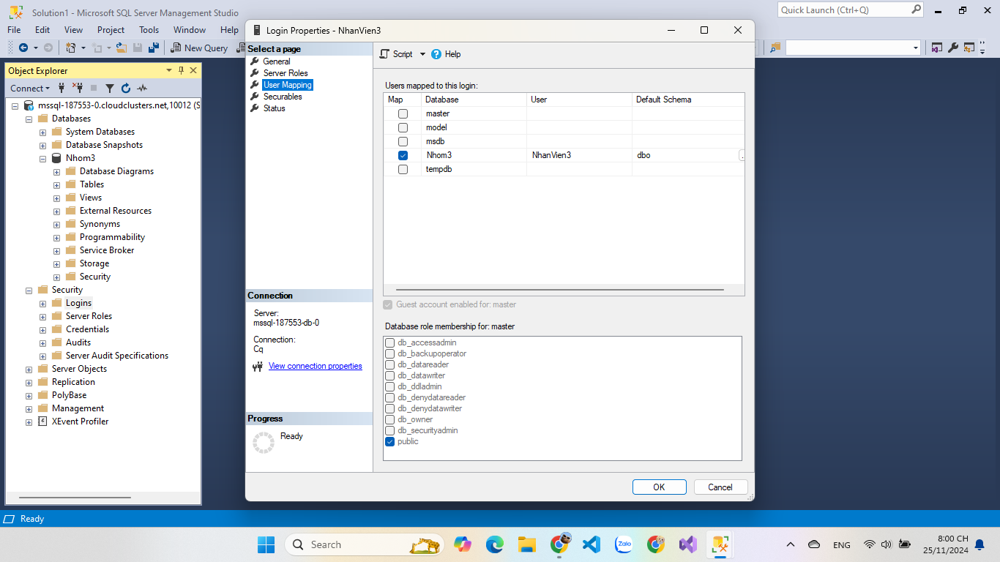 Solution1 - Microsoft SQL Server Management Studio
Quick Launch (Ctrl+Q)
File Edit View Project Tools Window Help
New Query
Object Explorer
Connect
mssql-187553-0.cloudclusters.net,10012 (S
Databases
System Databases
Database Snapshots
Nhom3
Database Diagrams
Tables
Views
External Resources
Synonyms
Programmability
Service Broker
Storage
Security
Security
Logins
Server Roles
Credentials
Audits
Server Audit Specifications
Server Objects
Replication
PolyBase
Management
XEvent Profiler
Login Properties - NhanVien3
Select a page
General
Server Roles
User Mapping
Securables
Status
Connection
Server:
mssql-187553-db-0
Connection:
Cq
View connection properties
Progress
Ready
Script Help
Users mapped to this login:
Map Database User Default Schema
master
model
msdb
Nhom3 NhanVien3 dbo
tempdb
Guest account enabled for: master
Database role membership for: master
db_accessadmin
db_backupoperator
db_datareader
db_datawriter
db_ddladmin
db_denydatareader
db_denydatawriter
db_owner
db_securityadmin
public
OK Cancel
Ready
Search
Zalo
ENG
8:00 CH
25/11/2024